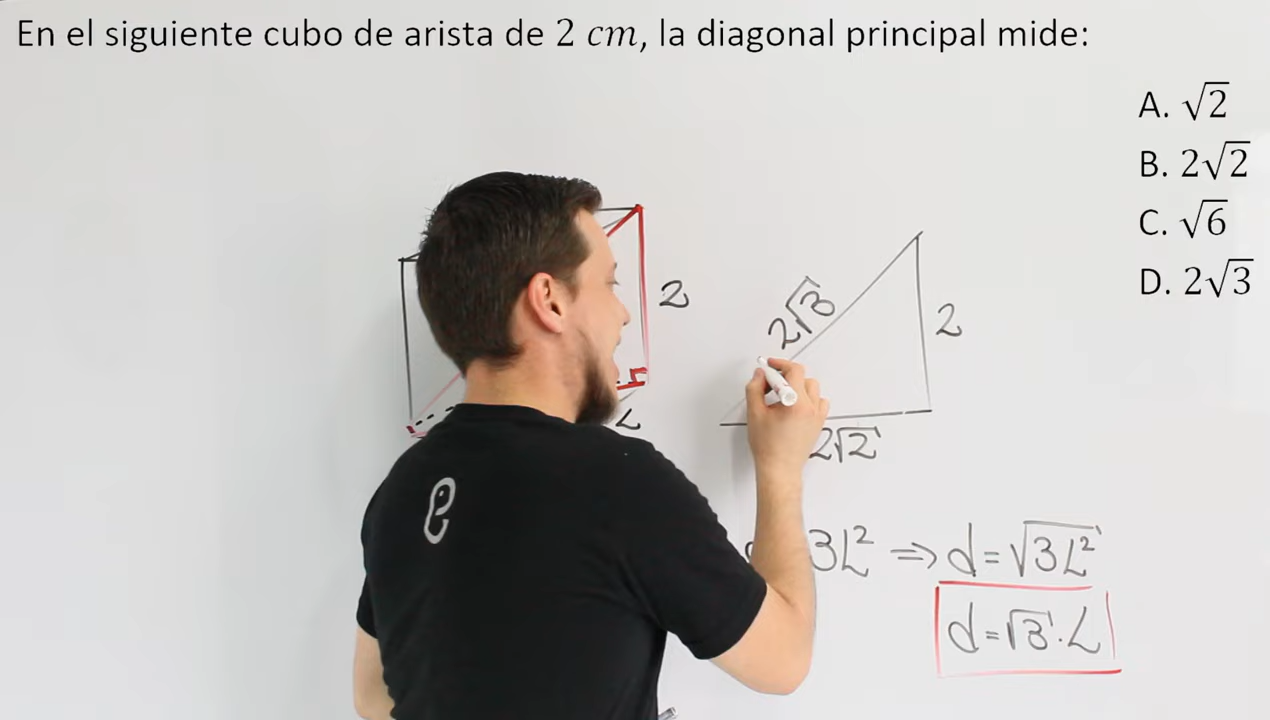 En el siguiente cubo de arista de 2 cm, la diagonal principal mide:
A. √2
B. 2√2
C. √6
D. 2√3
2
L
2√3
2
2√2
3L² ⇒ d = √3L²
d = √3 · L
e